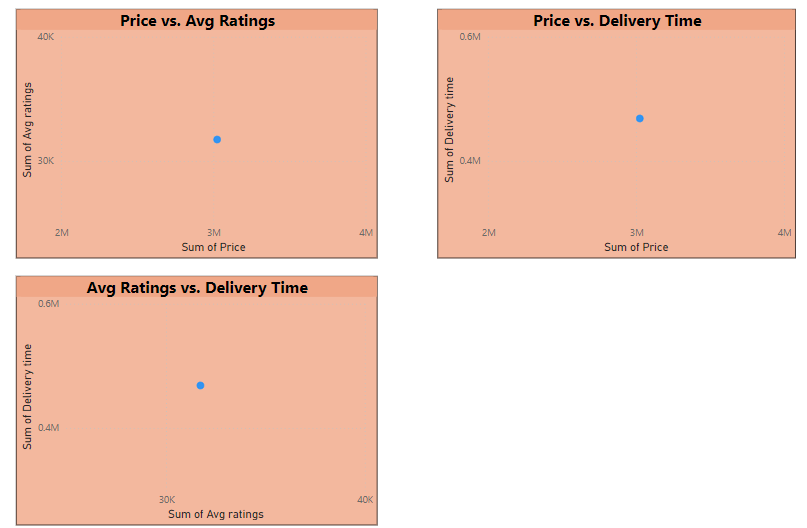 Price vs. Avg Ratings
40K
30K
Sum of Avg ratings
2M 3M 4M
Sum of Price
Price vs. Delivery Time
0.6M
0.4M
Sum of Delivery time
2M 3M 4M
Sum of Price
Avg Ratings vs. Delivery Time
0.6M
0.4M
Sum of Delivery time
30K 40K
Sum of Avg ratings